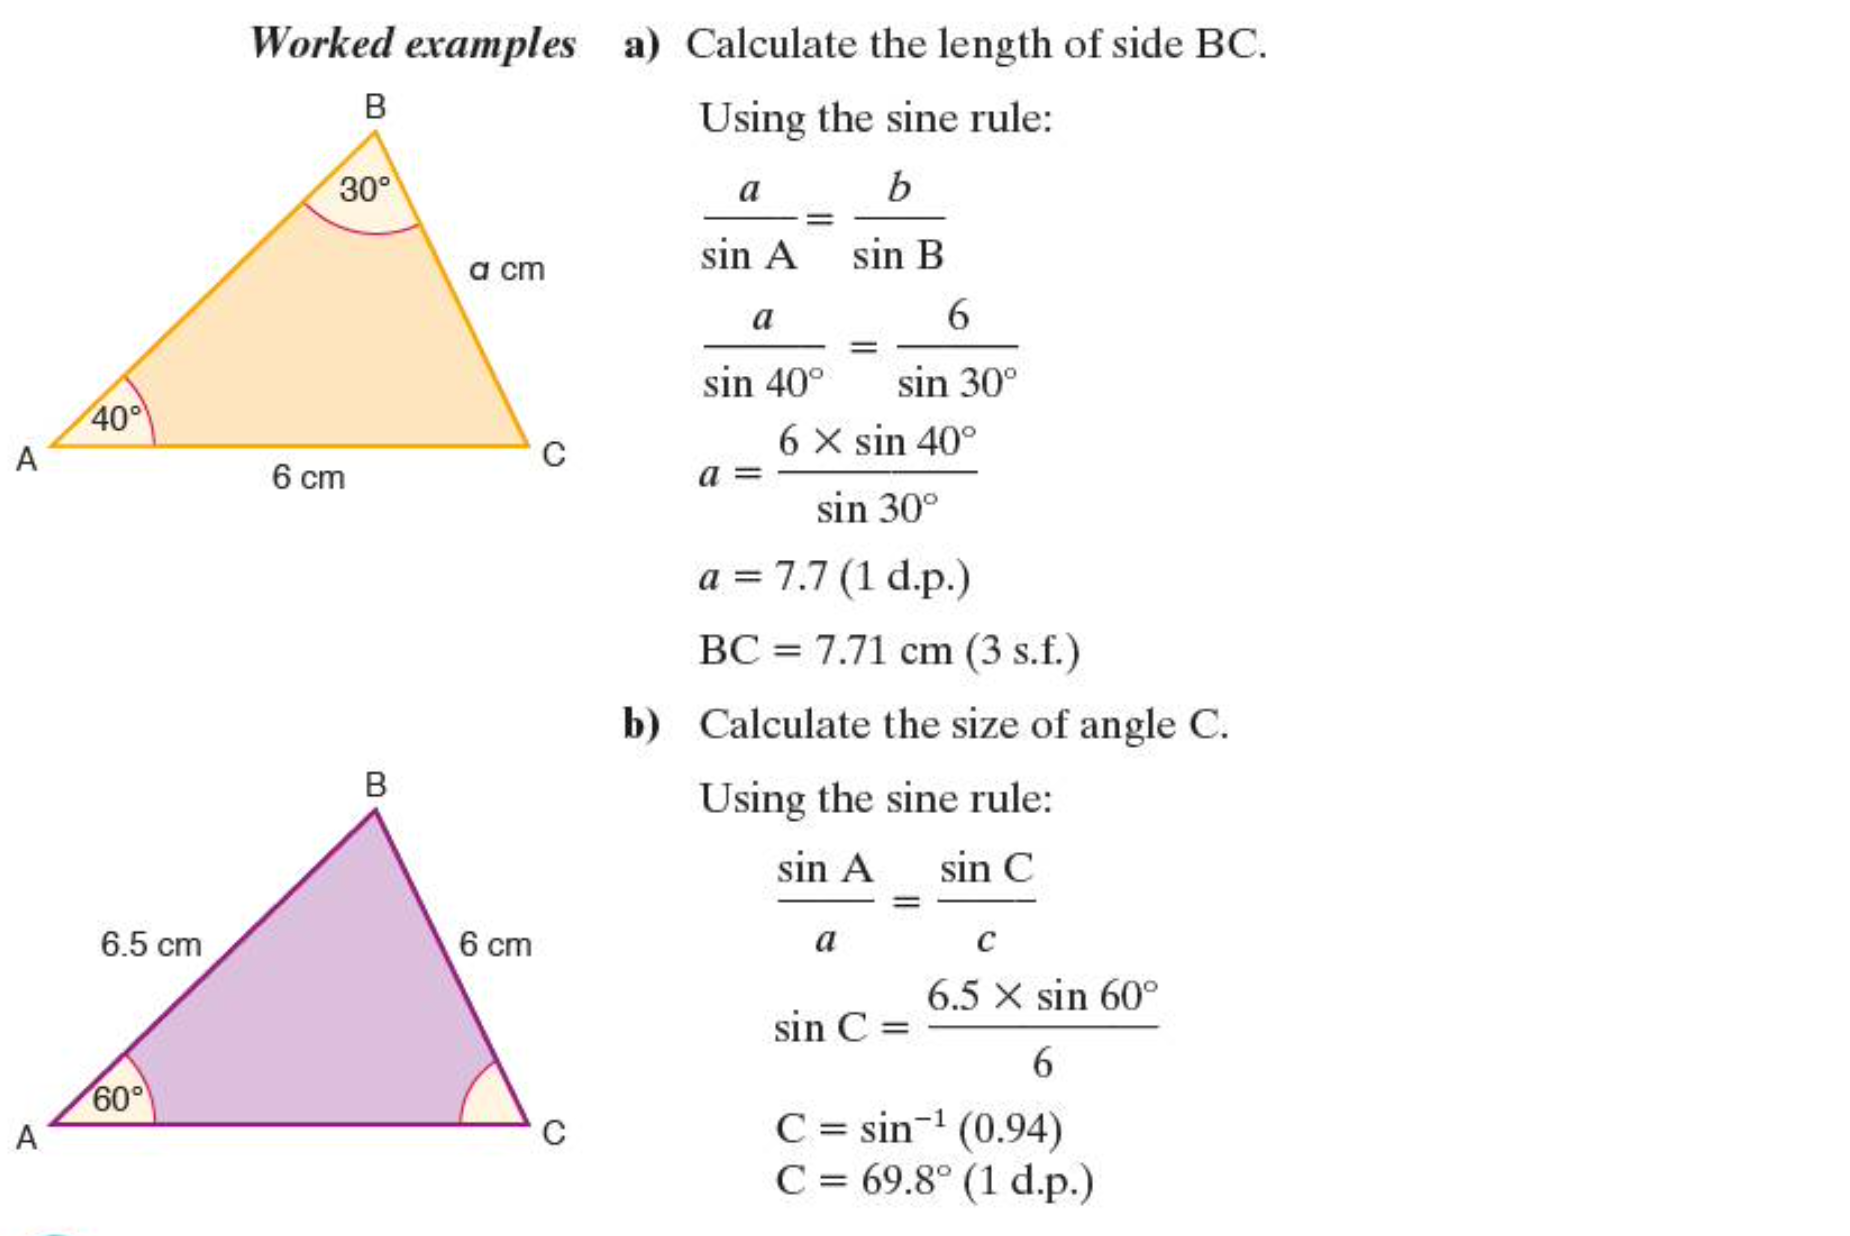 Worked examples a) Calculate the length of side BC.
Using the sine rule:
a/sin A = b/sin B
a/sin 40° = 6/sin 30°
a = 6 × sin 40°/sin 30°
a = 7.7 (1 d.p.)
BC = 7.71 cm (3 s.f.)
B
30°
a cm
40°
A
C
6 cm
b) Calculate the size of angle C.
Using the sine rule:
sin A/a = sin C/c
sin C = 6.5 × sin 60°/6
C = sin⁻¹ (0.94)
C = 69.8° (1 d.p.)
B
6.5 cm
6 cm
60°
A
C